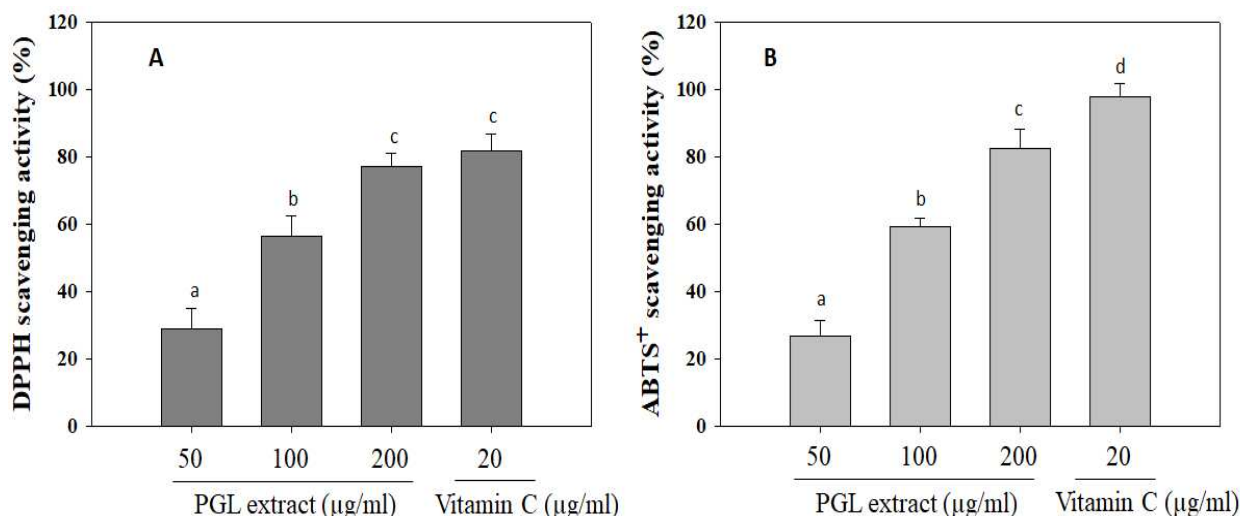 120
100
80
60
40
20
0
DPPH scavenging activity (%)
A
a
b
c
c
50 100 200 20
PGL extract (µg/ml) Vitamin C (µg/ml)
120
100
80
60
40
20
0
ABTS⁺ scavenging activity (%)
B
a
b
c
d
50 100 200 20
PGL extract (µg/ml) Vitamin C (µg/ml)